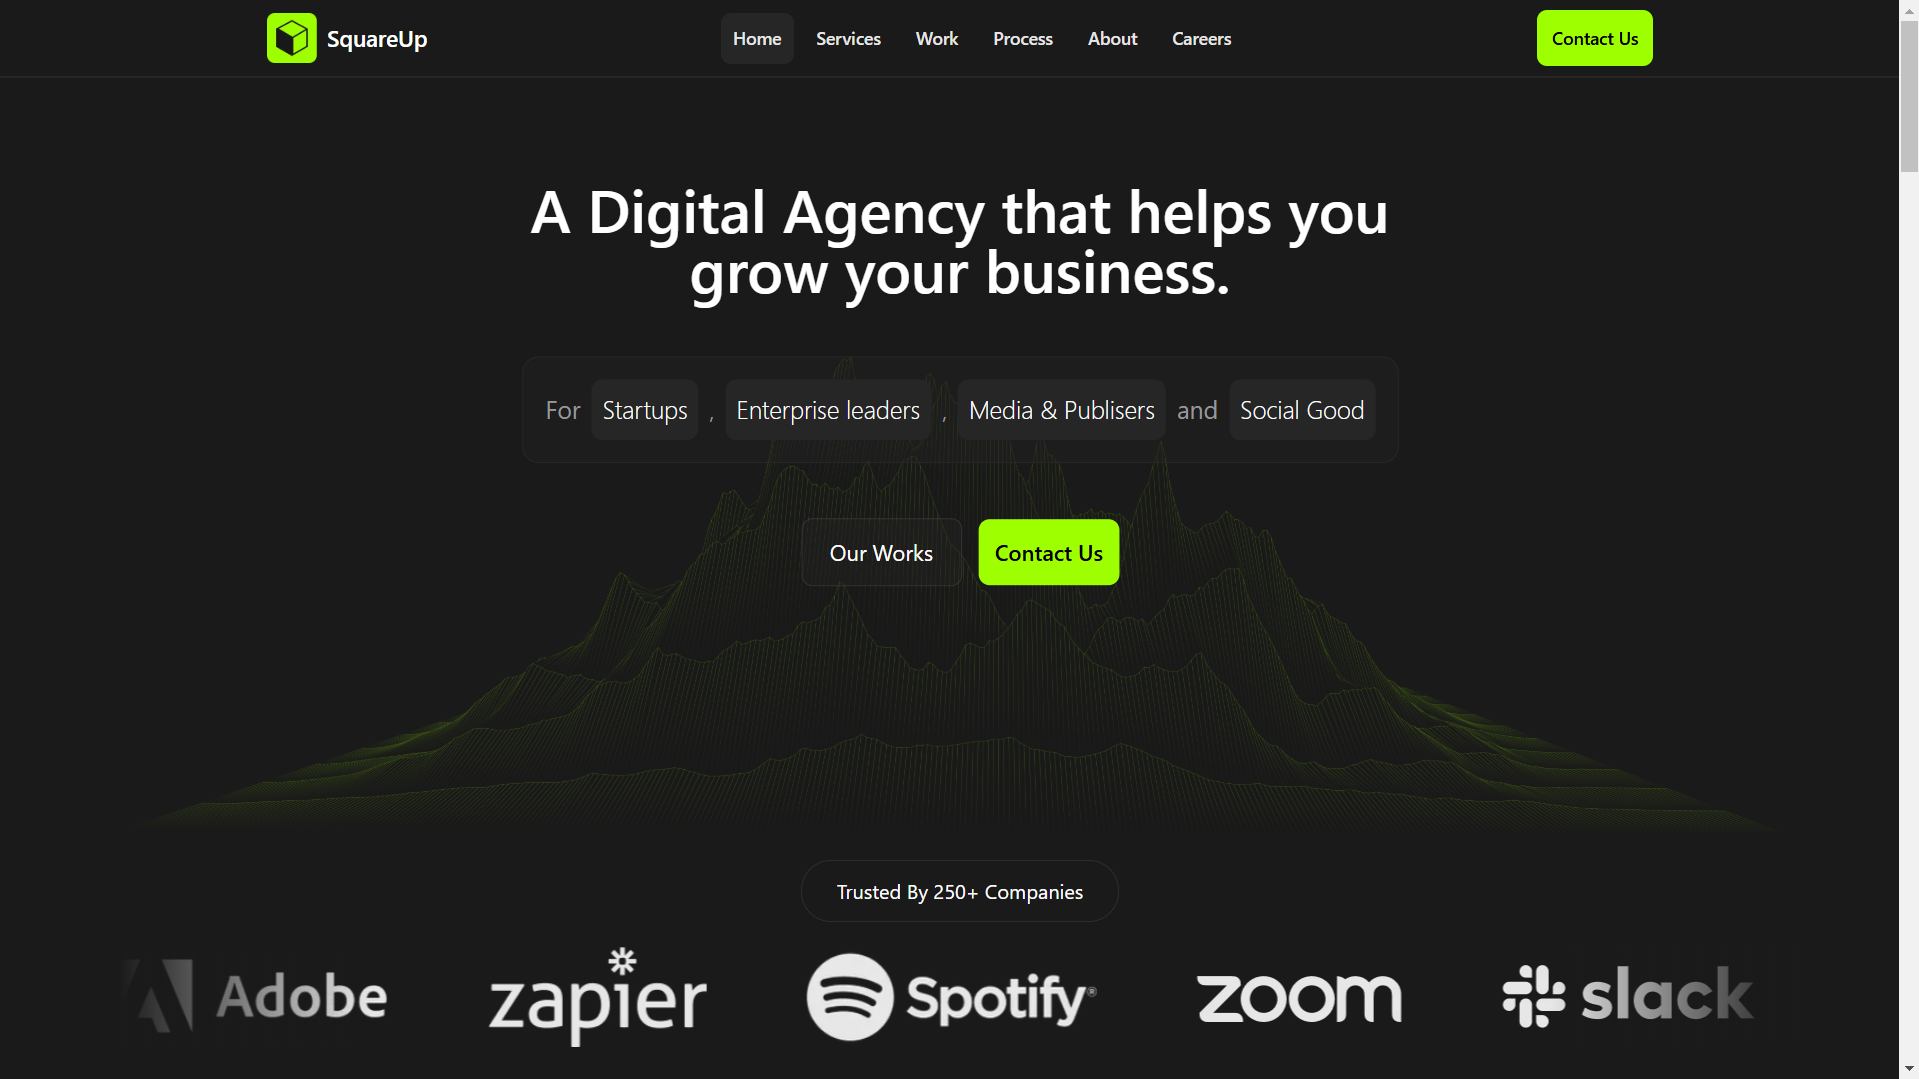 SquareUp
Home Services Work Process About Careers
Contact Us
A Digital Agency that helps you
grow your business.
For Startups , Enterprise leaders , Media & Publisers and Social Good
Our Works Contact Us
Trusted By 250+ Companies
Adobe zapier Spotify® zoom slack